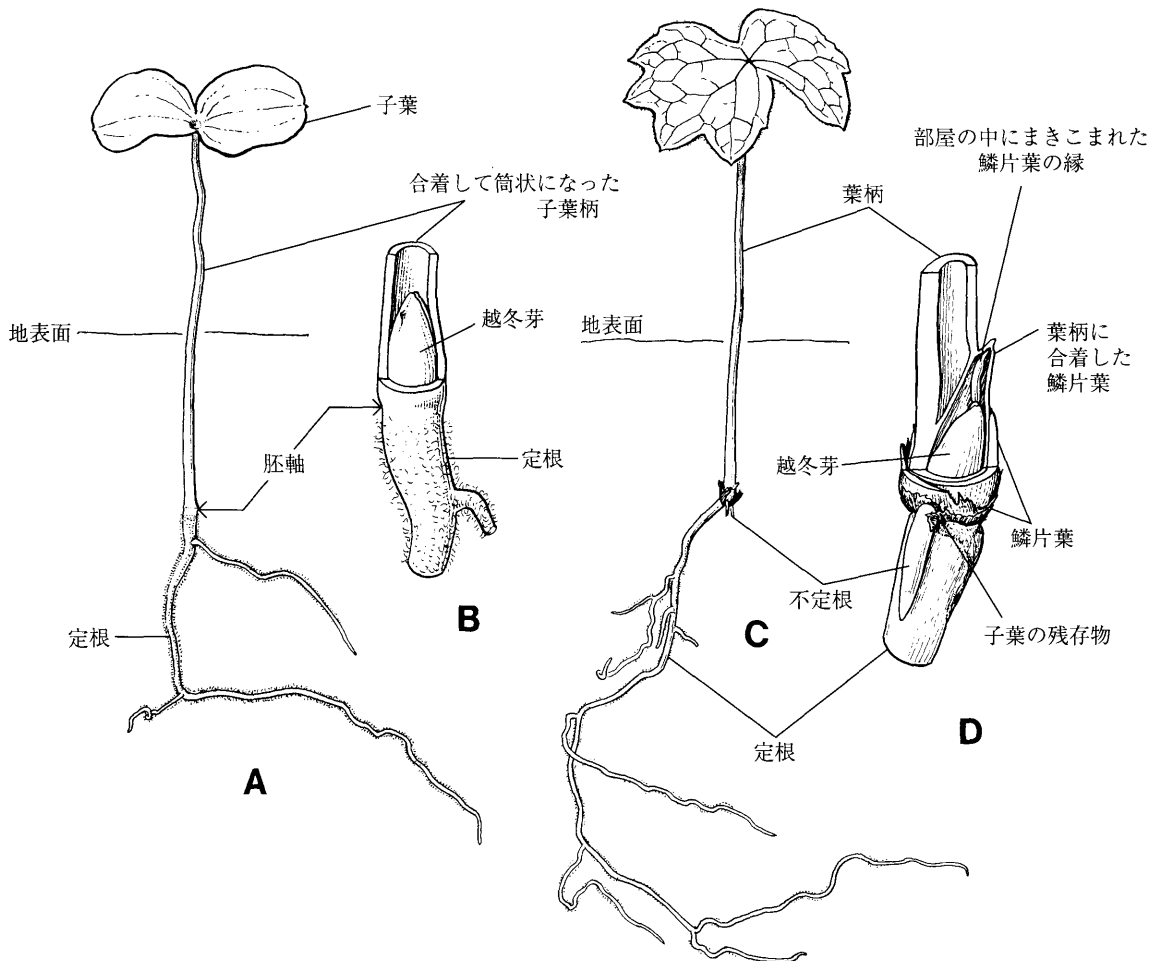 子葉
合着して筒状になった
子葉柄
地表面
越冬芽
胚軸
定根
定根
B
A
部屋の中にまきこまれた
鱗片葉の縁
葉柄
地表面
葉柄に
合着した
鱗片葉
越冬芽
鱗片葉
不定根
C
子葉の残存物
D
定根